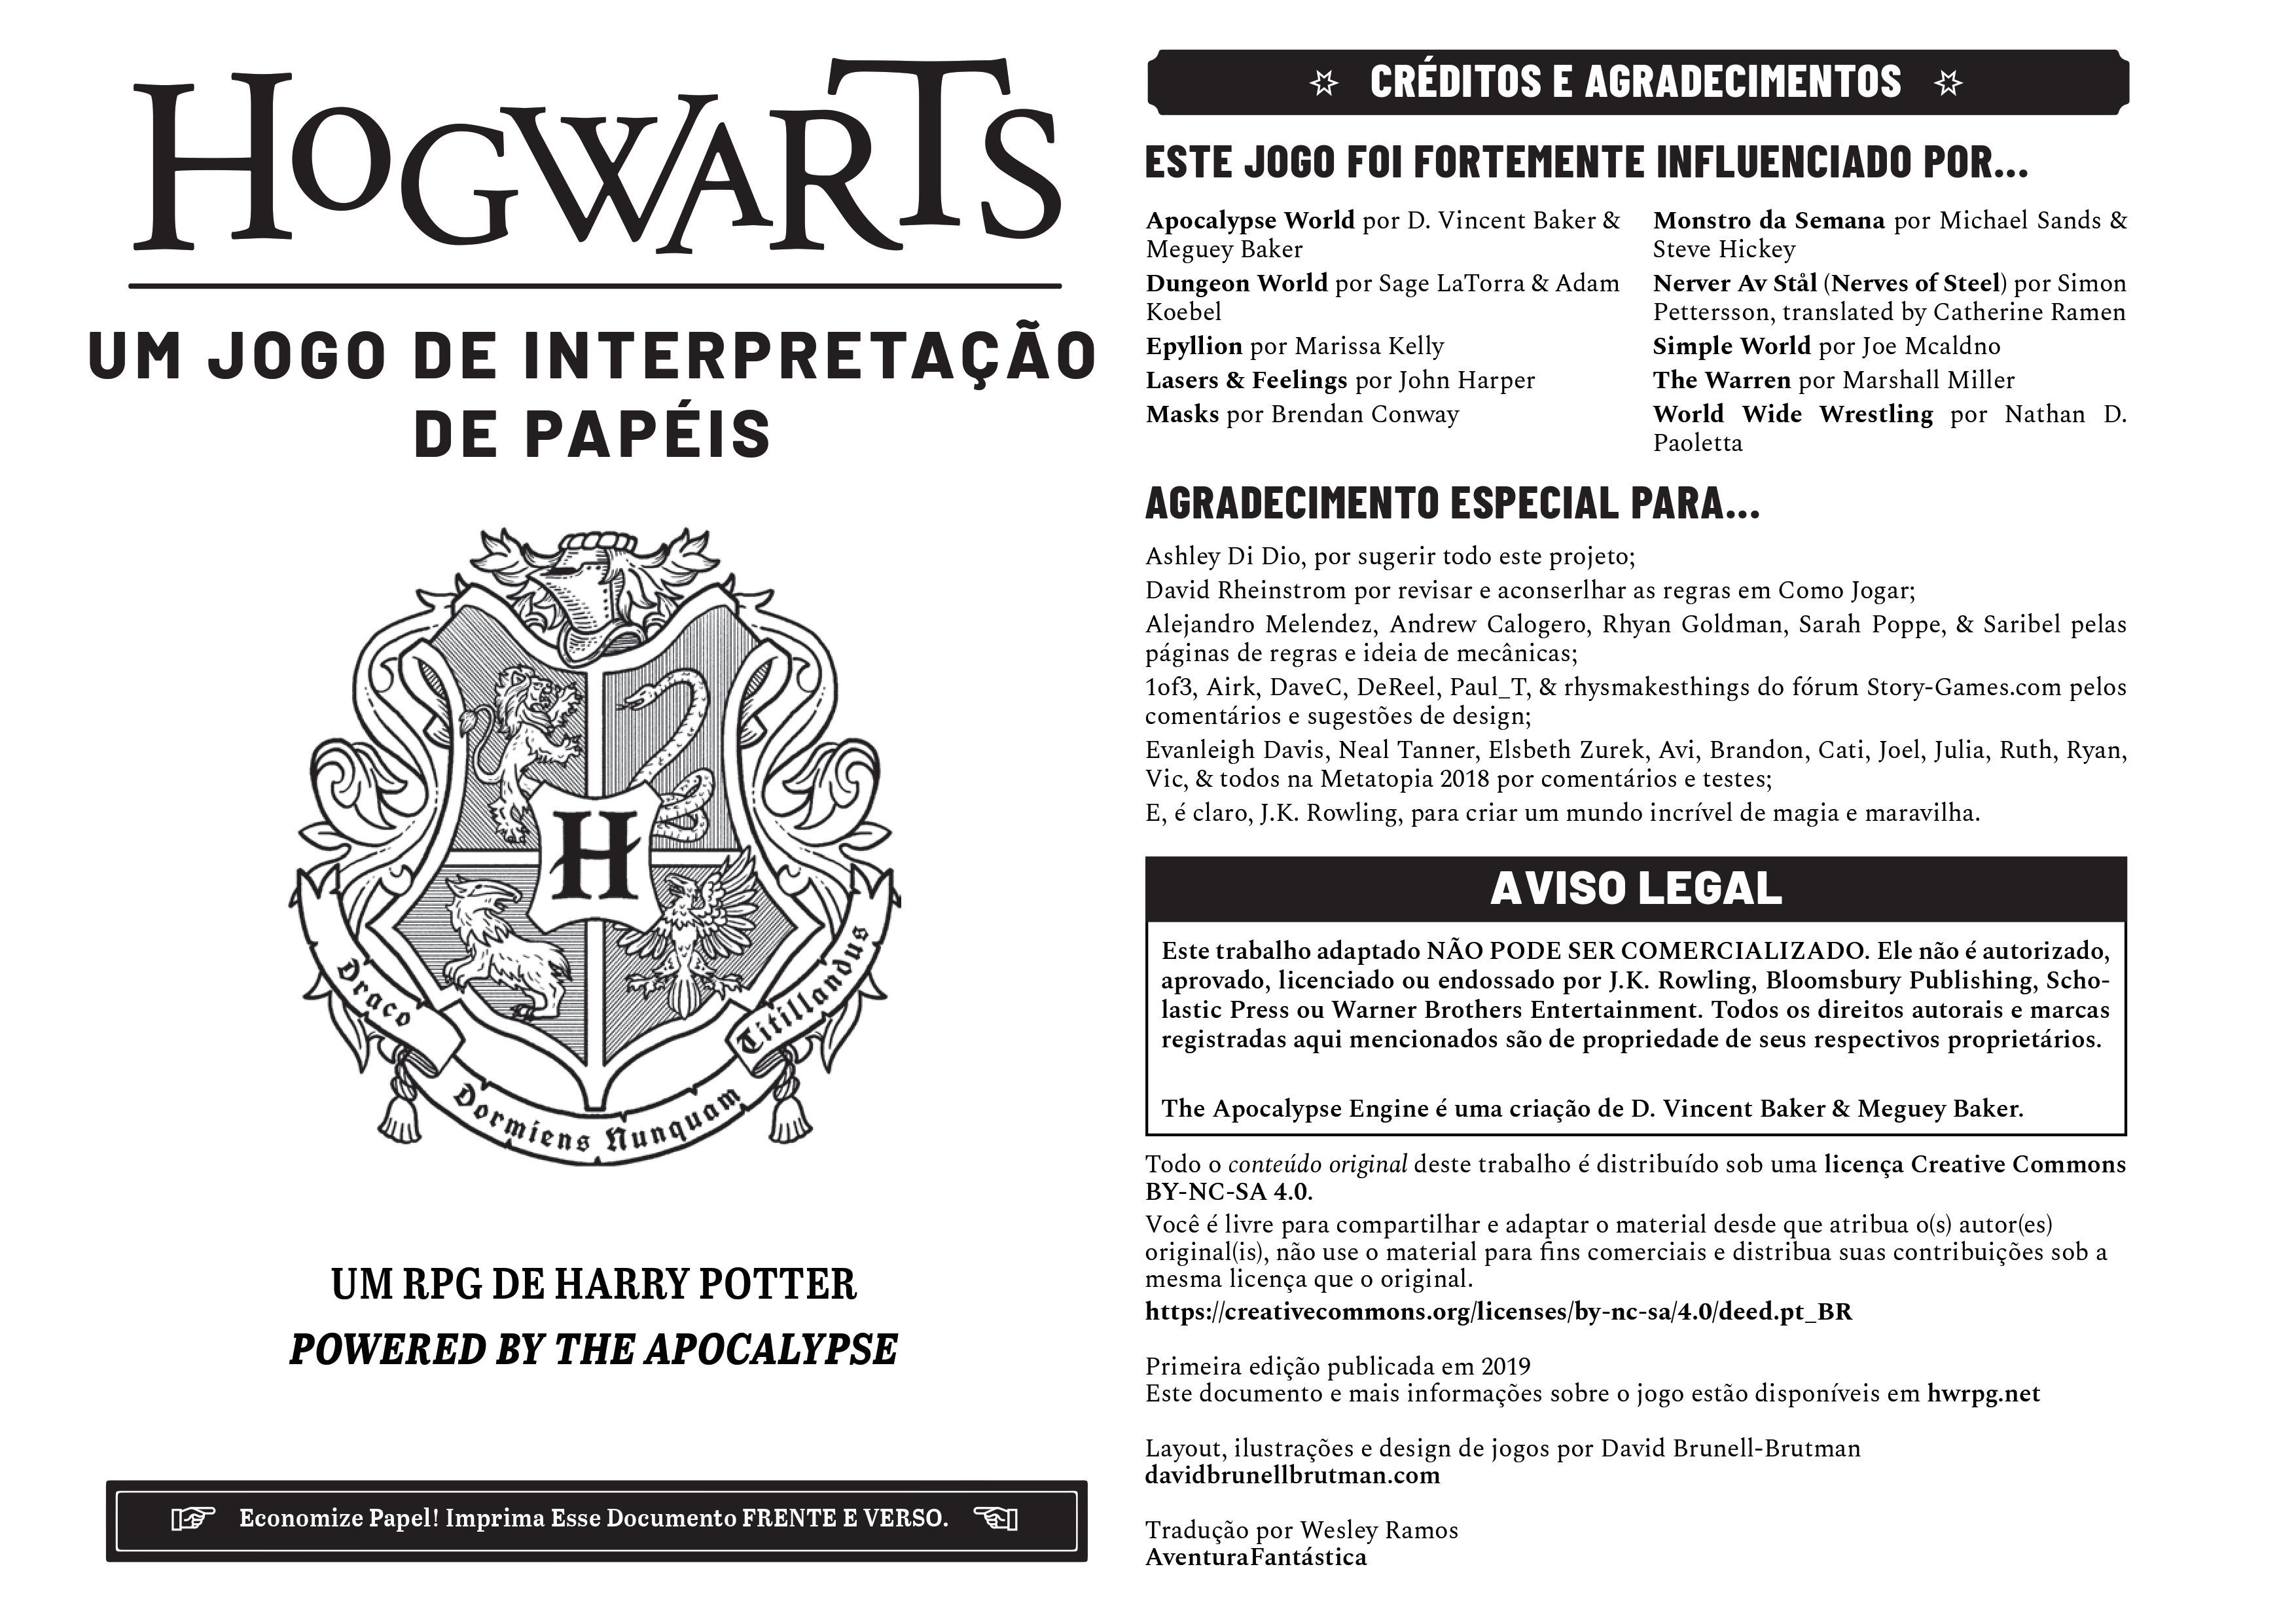 HOGWARTS
UM JOGO DE INTERPRETAÇÃO
DE PAPÉIS
H
Draco
Dormiens Nunquam
Titillandus
UM RPG DE HARRY POTTER
POWERED BY THE APOCALYPSE
Economize Papel! Imprima Esse Documento FRENTE E VERSO.
CRÉDITOS E AGRADECIMENTOS
ESTE JOGO FOI FORTEMENTE INFLUENCIADO POR...
Apocalypse World por D. Vincent Baker &
Meguey Baker
Dungeon World por Sage LaTorra & Adam
Koebel
Epyllion por Marissa Kelly
Lasers & Feelings por John Harper
Masks por Brendan Conway
Monstro da Semana por Michael Sands &
Steve Hickey
Nerver Av Stål (Nerves of Steel) por Simon
Pettersson, translated by Catherine Ramen
Simple World por Joe Mcaldno
The Warren por Marshall Miller
World Wide Wrestling por Nathan D.
Paoletta
AGRADECIMENTO ESPECIAL PARA...
Ashley Di Dio, por sugerir todo este projeto;
David Rheinstrom por revisar e aconserlhar as regras em Como Jogar;
Alejandro Melendez, Andrew Calogero, Rhyan Goldman, Sarah Poppe, & Saribel pelas
páginas de regras e ideia de mecânicas;
1of3, Airk, DaveC, DeReel, Paul_T, & rhysmakesthings do fórum Story-Games.com pelos
comentários e sugestões de design;
Evanleigh Davis, Neal Tanner, Elsbeth Zurek, Avi, Brandon, Cati, Joel, Julia, Ruth, Ryan,
Vic, & todos na Metatopia 2018 por comentários e testes;
E, é claro, J.K. Rowling, para criar um mundo incrível de magia e maravilha.
AVISO LEGAL
Este trabalho adaptado NÃO PODE SER COMERCIALIZADO. Ele não é autorizado,
aprovado, licenciado ou endossado por J.K. Rowling, Bloomsbury Publishing, Scho-
lastic Press ou Warner Brothers Entertainment. Todos os direitos autorais e marcas
registradas aqui mencionados são de propriedade de seus respectivos proprietários.
The Apocalypse Engine é uma criação de D. Vincent Baker & Meguey Baker.
Todo o conteúdo original deste trabalho é distribuído sob uma licença Creative Commons
BY-NC-SA 4.0.
Você é livre para compartilhar e adaptar o material desde que atribua o(s) autor(es)
original(is), não use o material para fins comerciais e distribua suas contribuições sob a
mesma licença que o original.
https://creativecommons.org/licenses/by-nc-sa/4.0/deed.pt_BR
Primeira edição publicada em 2019
Este documento e mais informações sobre o jogo estão disponíveis em hwrpg.net
Layout, ilustrações e design de jogos por David Brunell-Brutman
davidbrunellbrutman.com
Tradução por Wesley Ramos
AventuraFantástica